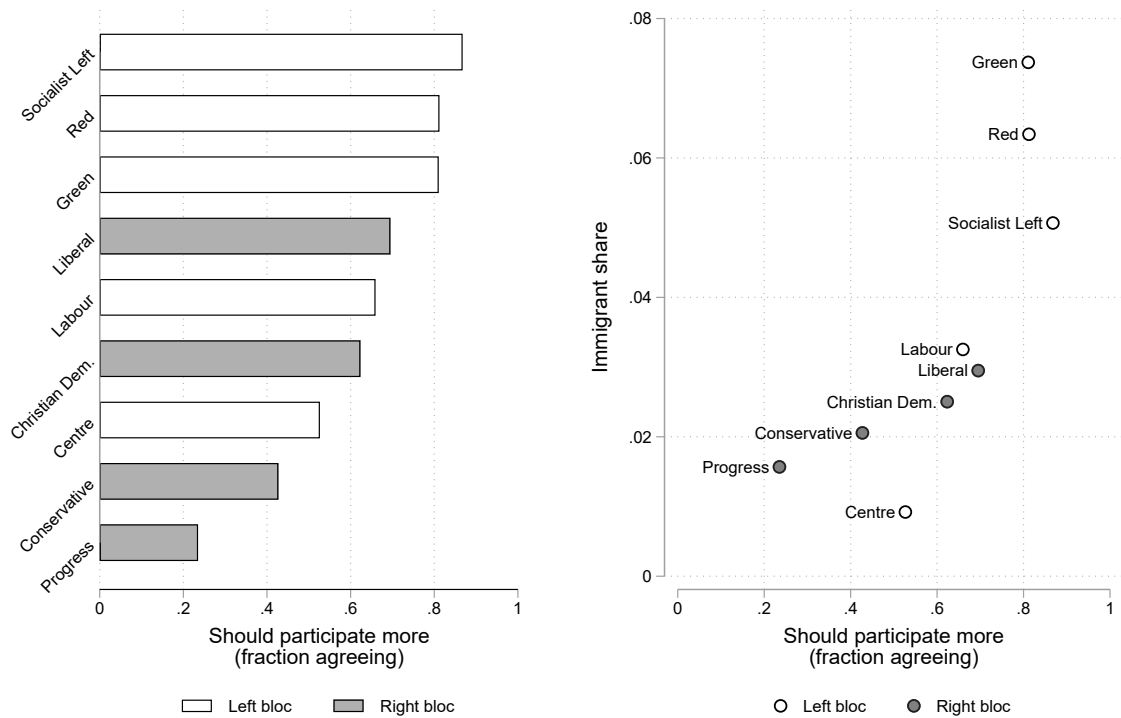 Socialist Left
Red
Green
Liberal
Labour
Christian Dem.
Centre
Conservative
Progress
0 .2 .4 .6 .8 1
Should participate more
(fraction agreeing)
Left bloc Right bloc
Immigrant share
.08
.06
.04
.02
0
Green
Red
Socialist Left
Labour
Liberal
Christian Dem.
Conservative
Progress
Centre
0 .2 .4 .6 .8 1
Should participate more
(fraction agreeing)
Left bloc Right bloc